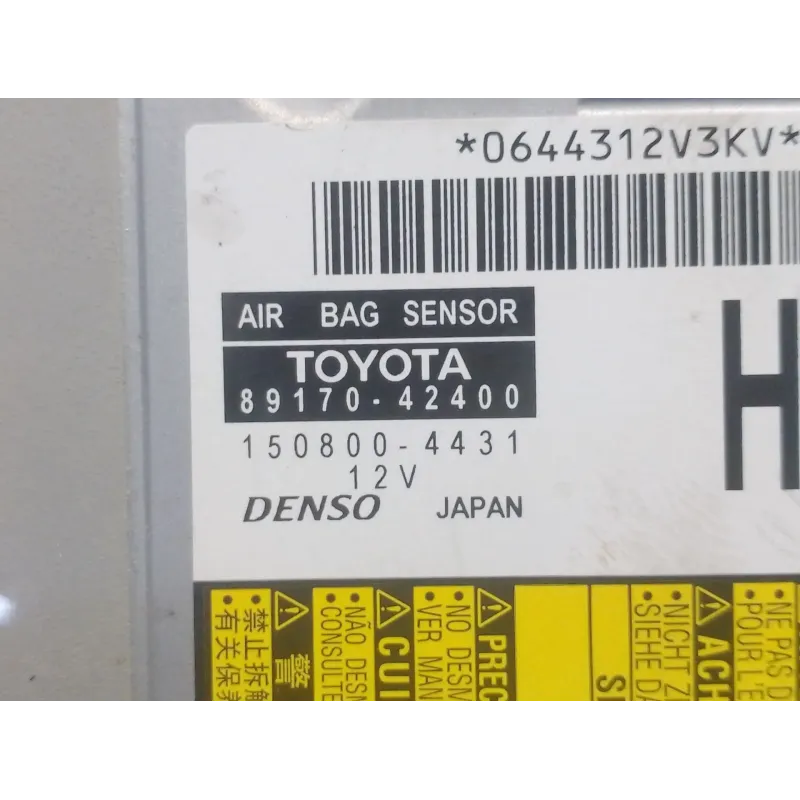 *0644312V3KV*
AIR BAG SENSOR
TOYOTA
89170-42400
150800-4431
12V
DENSO JAPAN
H
警
• 禁止拆
• 有关保
CUI
• NÃO DESM
CONSULTE
PREC
• NO DESM
VER MAN
ACH
• NICHT Z
SIEHE DA
• NE PAS D
POUR L'E